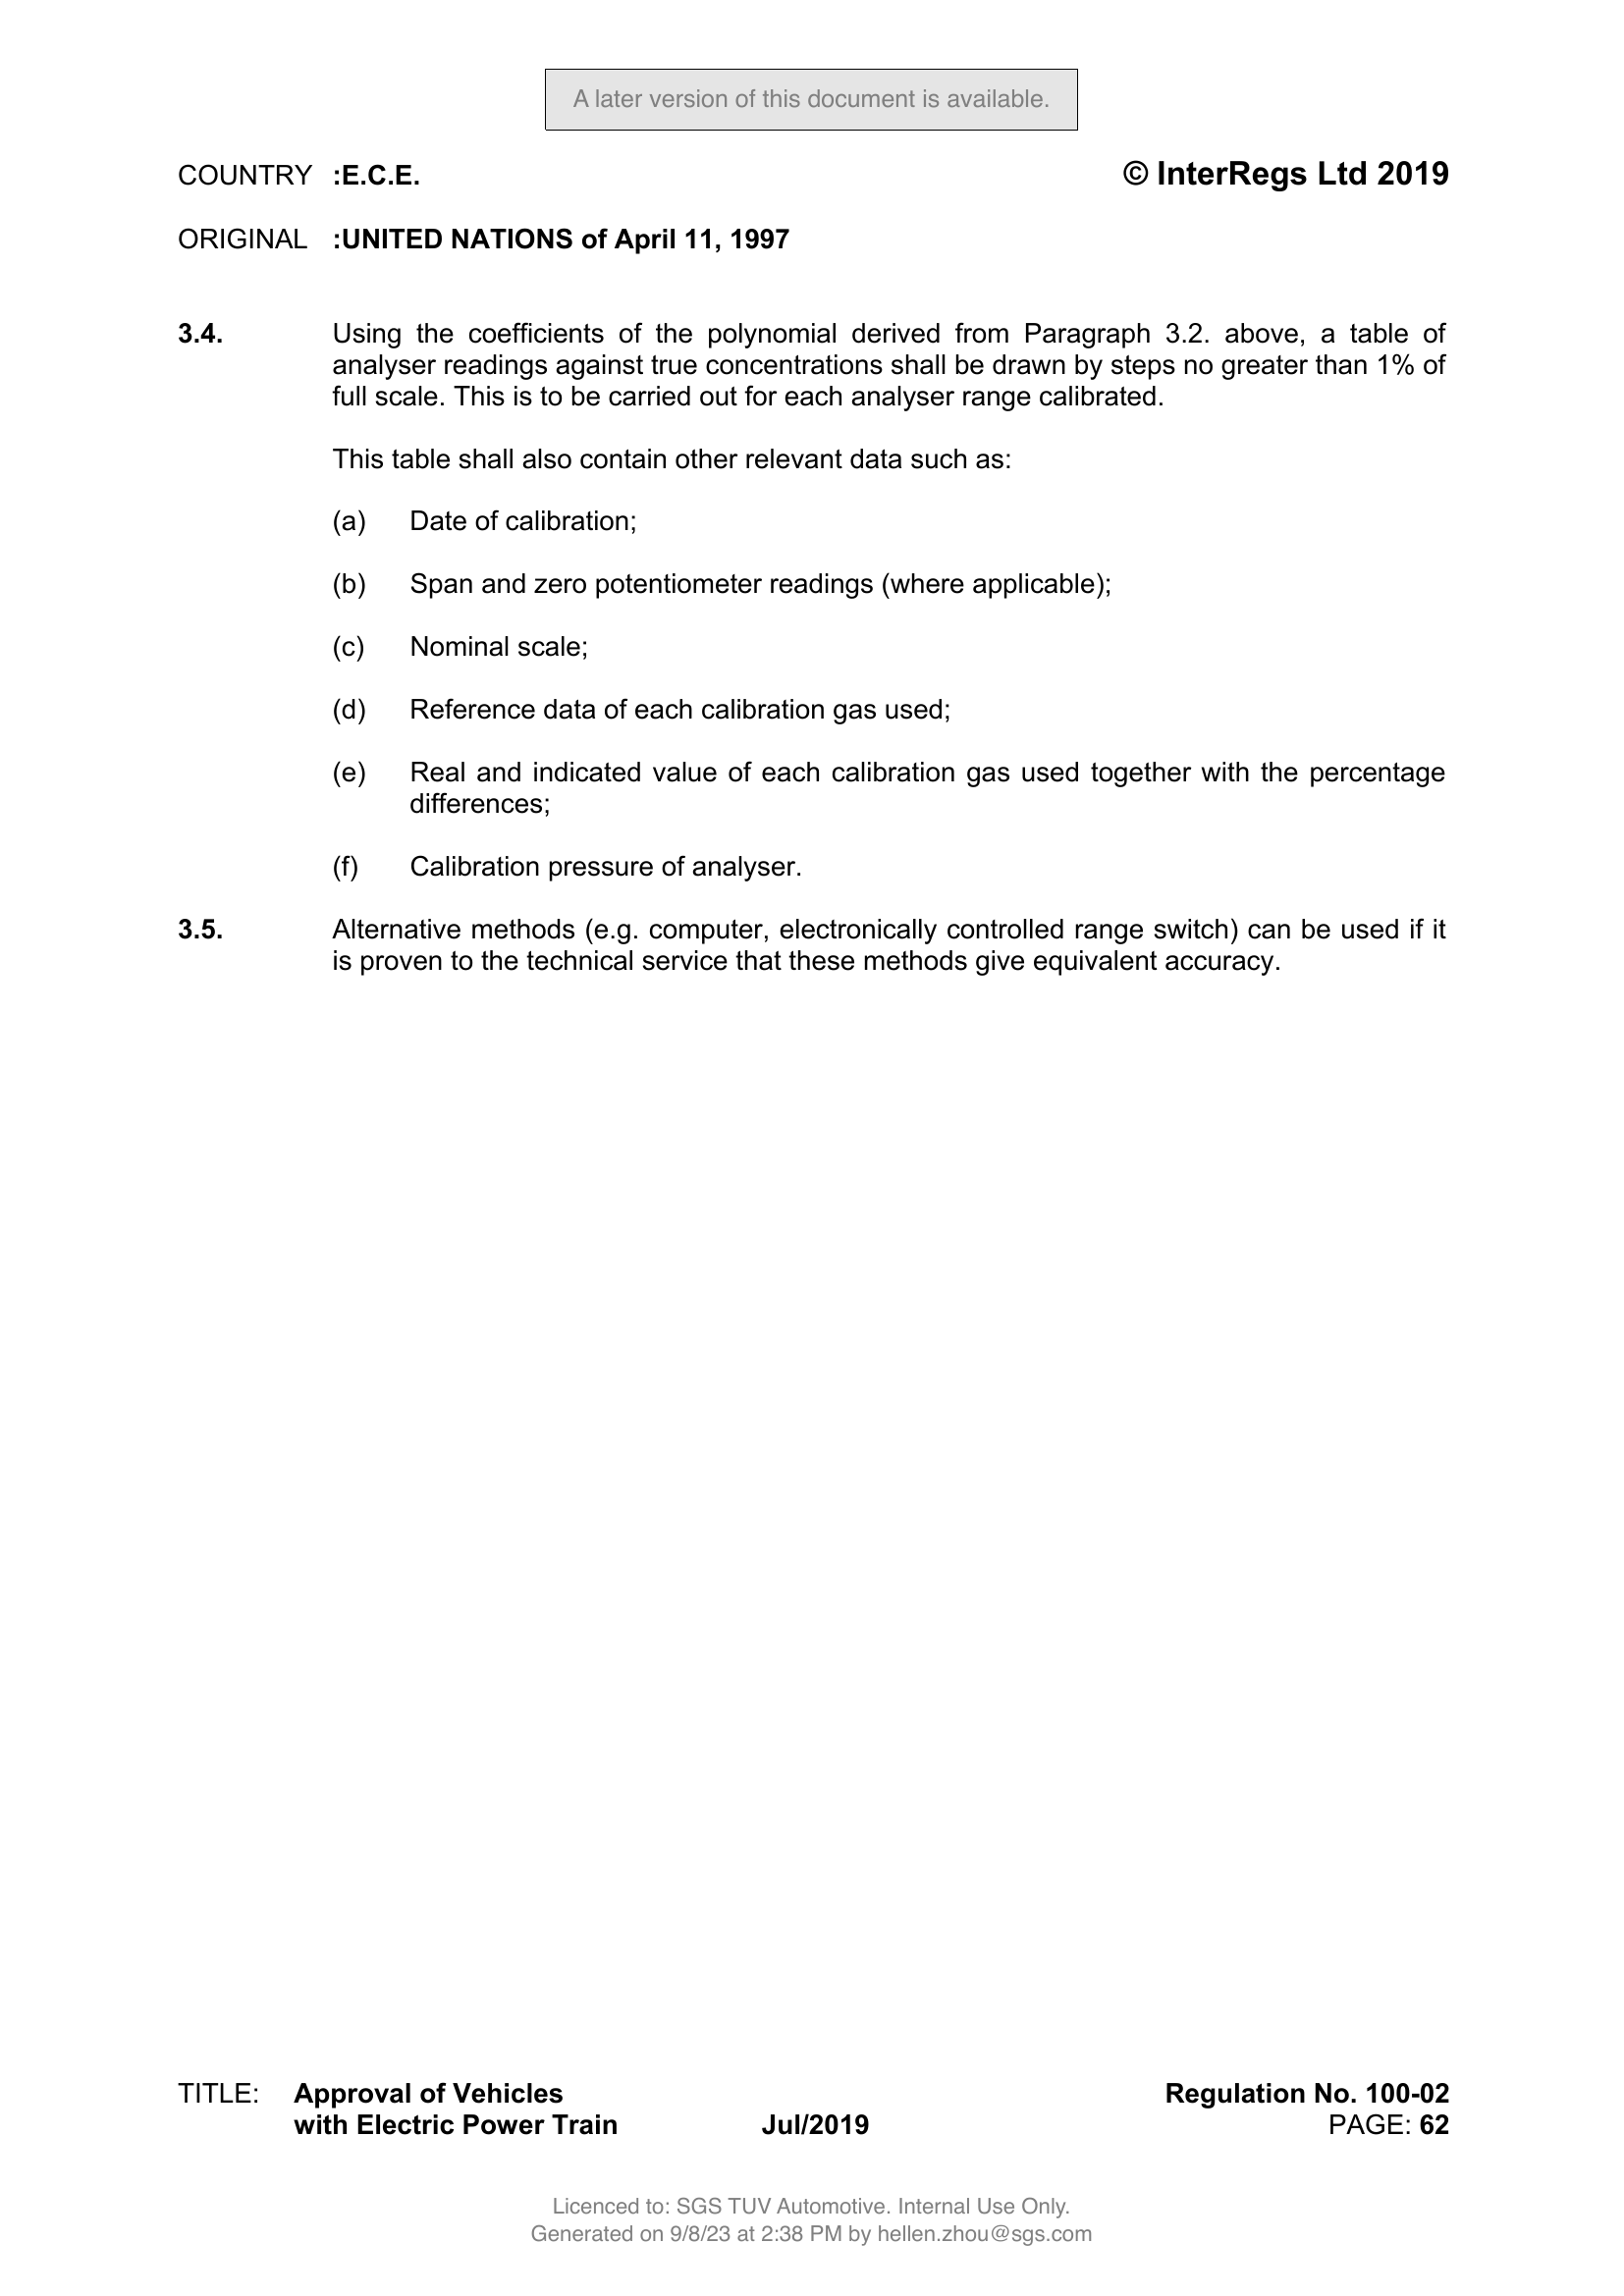 A later version of this document is available.
COUNTRY :E.C.E. © InterRegs Ltd 2019
ORIGINAL :UNITED NATIONS of April 11, 1997
3.4. Using the coefficients of the polynomial derived from Paragraph 3.2. above, a table of
analyser readings against true concentrations shall be drawn by steps no greater than 1% of
full scale. This is to be carried out for each analyser range calibrated.
This table shall also contain other relevant data such as:
(a) Date of calibration;
(b) Span and zero potentiometer readings (where applicable);
(c) Nominal scale;
(d) Reference data of each calibration gas used;
(e) Real and indicated value of each calibration gas used together with the percentage
differences;
(f) Calibration pressure of analyser.
3.5. Alternative methods (e.g. computer, electronically controlled range switch) can be used if it
is proven to the technical service that these methods give equivalent accuracy.
TITLE: Approval of Vehicles Regulation No. 100-02
with Electric Power Train Jul/2019 PAGE: 62
Licenced to: SGS TUV Automotive. Internal Use Only.
Generated on 9/8/23 at 2:38 PM by hellen.zhou@sgs.com